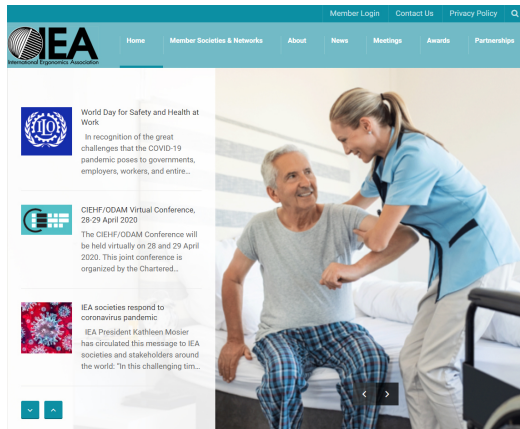 Member Login Contact Us Privacy Policy
IEA
International Ergonomics Association
Home Member Societies & Networks About News Meetings Awards Partnerships
World Day for Safety and Health at
Work
In recognition of the great
challenges that the COVID-19
pandemic poses to governments,
employers, workers, and entire...
CIEHF/ODAM Virtual Conference,
28-29 April 2020
The CIEHF/ODAM Conference will
be held virtually on 28 and 29 April
2020. This joint conference is
organized by the Chartered...
IEA societies respond to
coronavirus pandemic
IEA President Kathleen Mosier
has circulated this message to IEA
societies and stakeholders around
the world: "In this challenging tim...